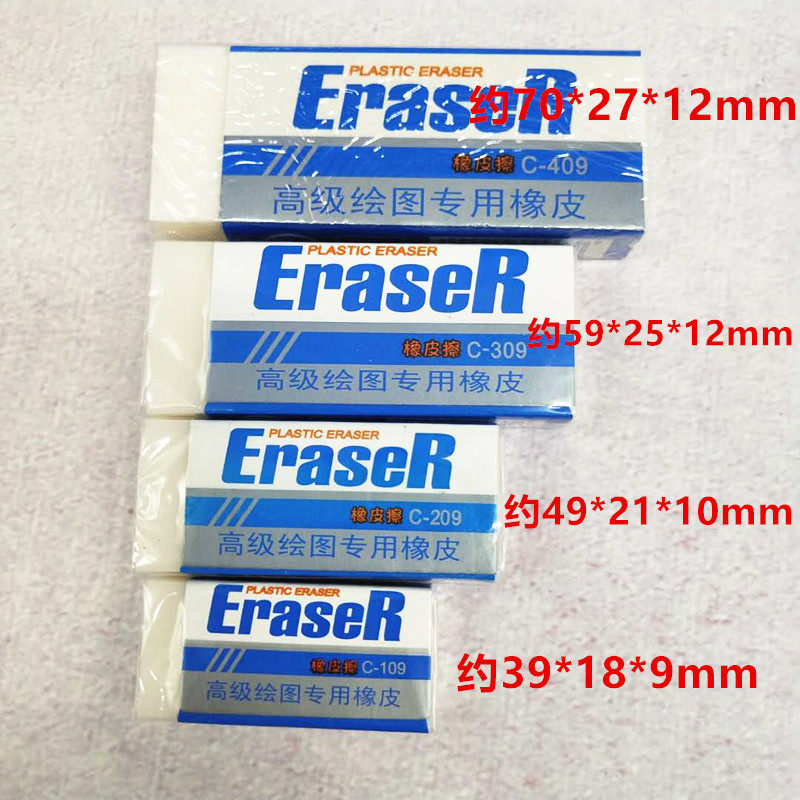 PLASTIC ERASER
EraseR
约70*27*12mm
橡皮擦 C-409
高级绘图专用橡皮
PLASTIC ERASER
EraseR
橡皮擦 C-309
约59*25*12mm
高级绘图专用橡皮
PLASTIC ERASER
EraseR
橡皮擦 C-209
约49*21*10mm
高级绘图专用橡皮
PLASTIC ERASER
EraseR
橡皮擦 C-109
约39*18*9mm
高级绘图专用橡皮